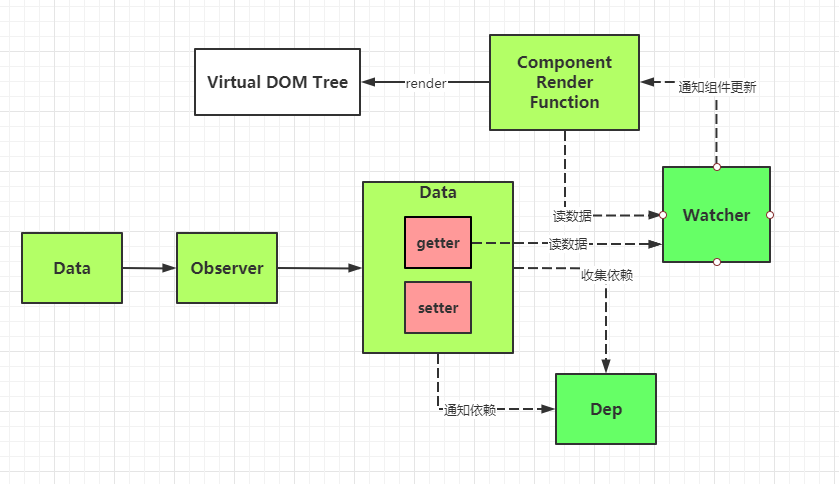 Component
Render
Function
Virtual DOM Tree
render
通知组件更新
Data
getter
setter
读数据
Watcher
读数据
Data
Observer
收集依赖
通知依赖
Dep